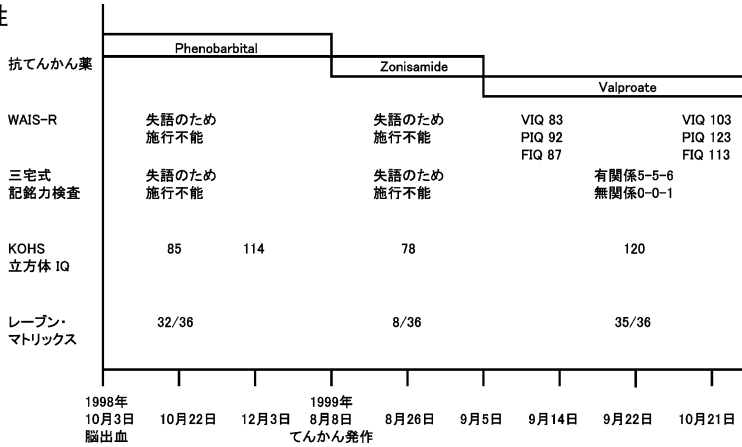 性
抗てんかん薬
Phenobarbital
Zonisamide
Valproate
WAIS-R
失語のため
施行不能
失語のため
施行不能
VIQ 83
PIQ 92
FIQ 87
VIQ 103
PIQ 123
FIQ 113
三宅式
記銘力検査
失語のため
施行不能
失語のため
施行不能
有関係5-5-6
無関係0-0-1
KOHS
立方体 IQ
85
114
78
120
レーブン・
マトリックス
32/36
8/36
35/36
1998年
10月3日
脳出血
10月22日
12月3日
1999年
8月8日
てんかん発作
8月26日
9月5日
9月14日
9月22日
10月21日